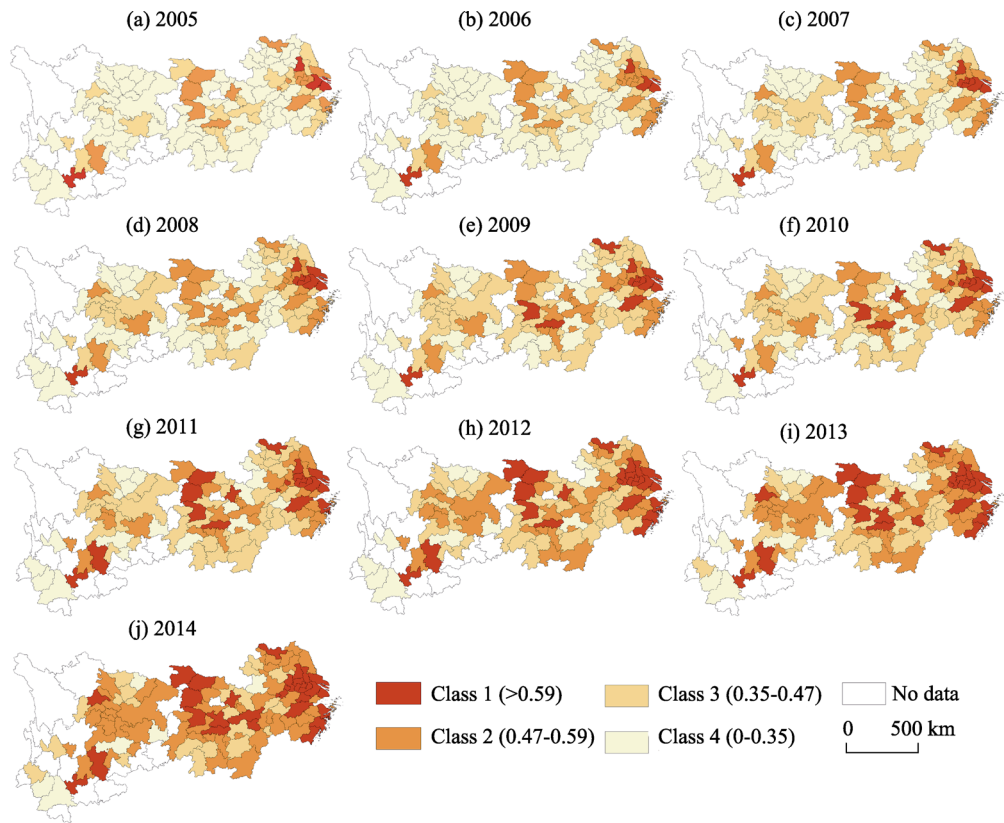 (a) 2005
(b) 2006
(c) 2007
(d) 2008
(e) 2009
(f) 2010
(g) 2011
(h) 2012
(i) 2013
(j) 2014
Class 1 (>0.59)
Class 3 (0.35-0.47)
No data
Class 2 (0.47-0.59)
Class 4 (0-0.35)
0 500 km